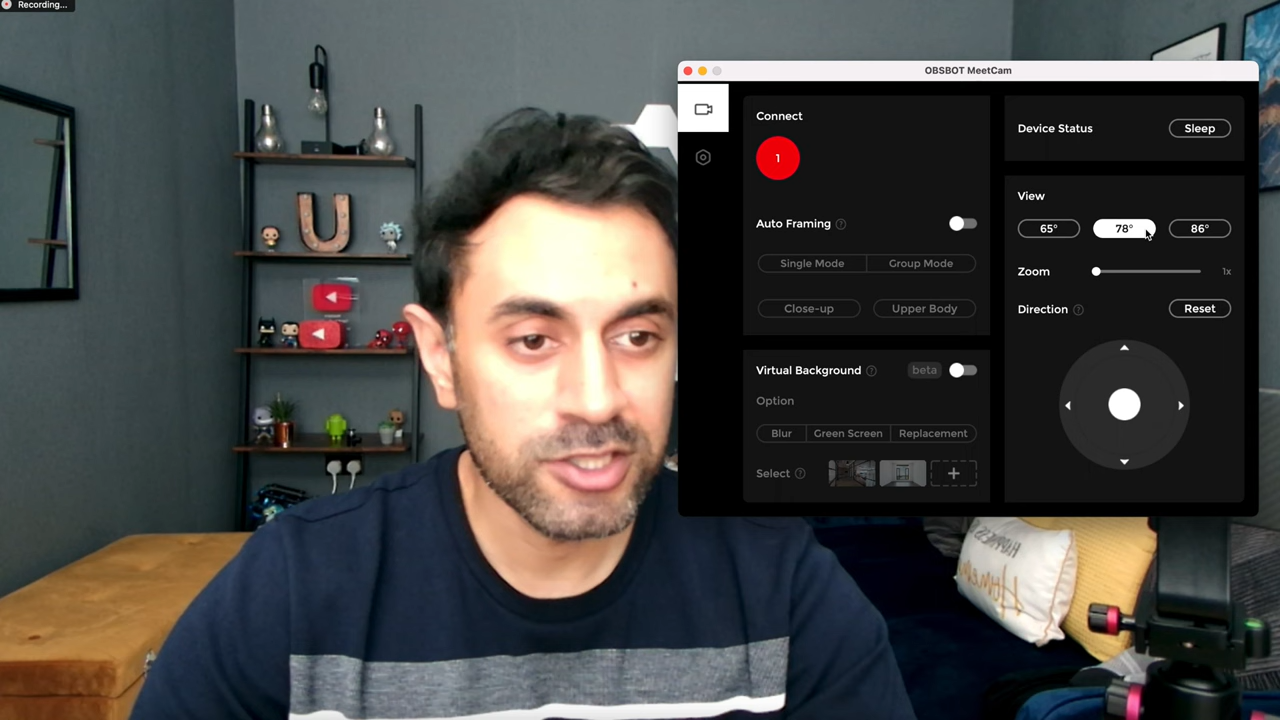 Recording...
OBSBOT MeetCam
Connect
1
Auto Framing ?
Single Mode Group Mode
Close-up Upper Body
Virtual Background ? beta
Option
Blur Green Screen Replacement
Select ? +
Device Status Sleep
View
65° 78° 86°
Zoom 1x
Direction ? Reset
U